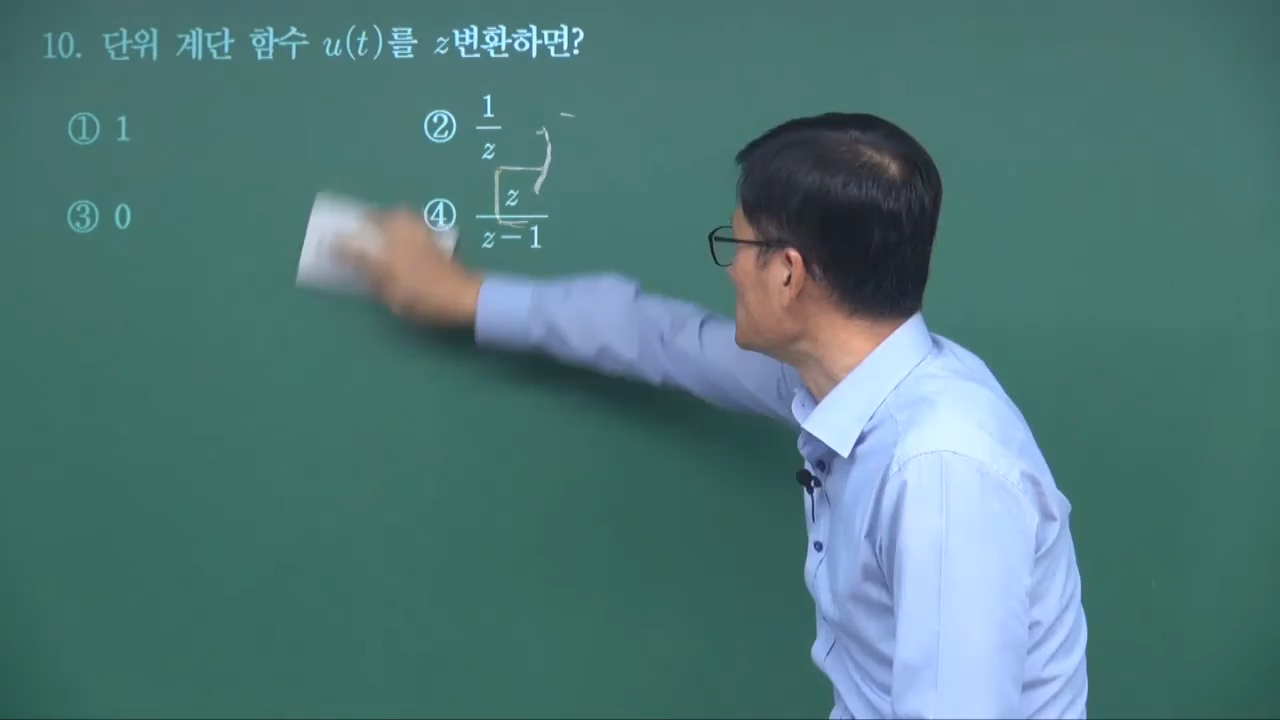 10. 단위 계단 함수 u(t)를 z변환하면?
① 1
② 1/z
③ 0
④ z/(z-1)